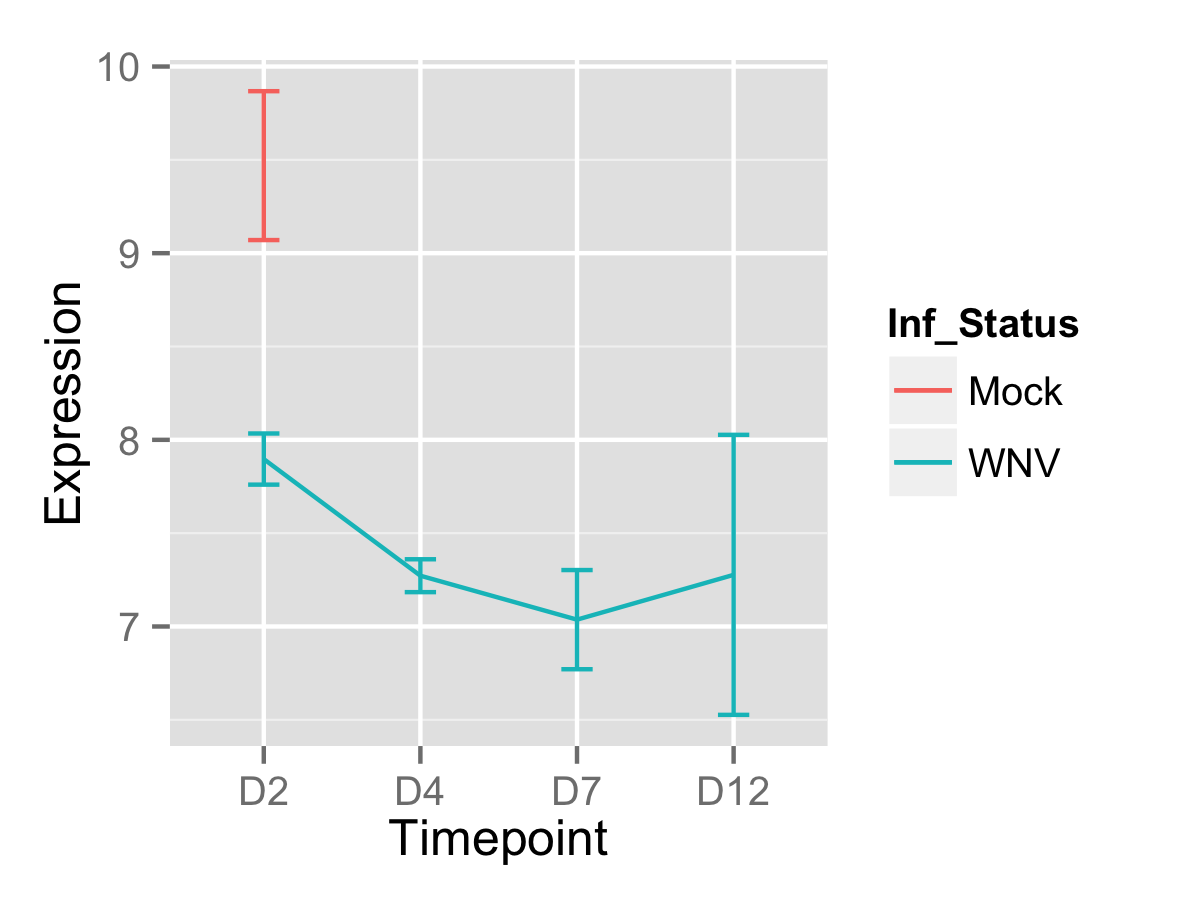 10
9
8
7
Expression
D2 D4 D7 D12
Timepoint
Inf_Status
Mock
WNV